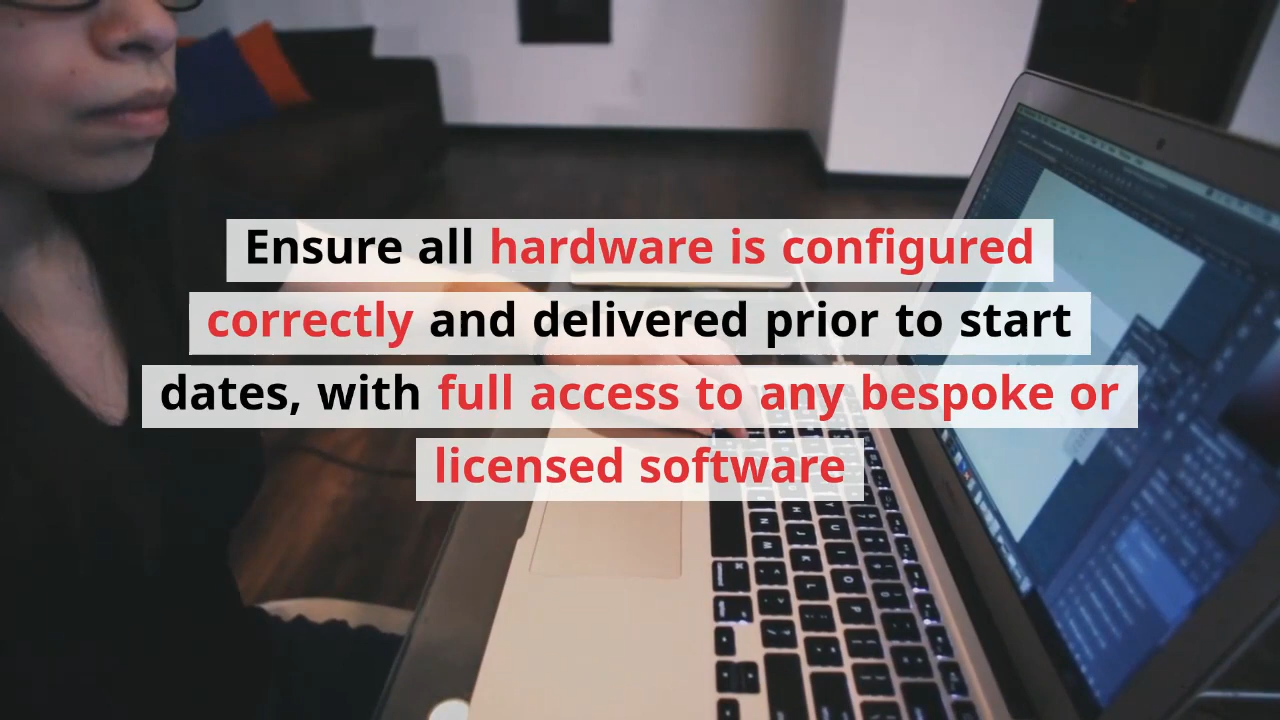 Ensure all hardware is configured
correctly and delivered prior to start
dates, with full access to any bespoke or
licensed software